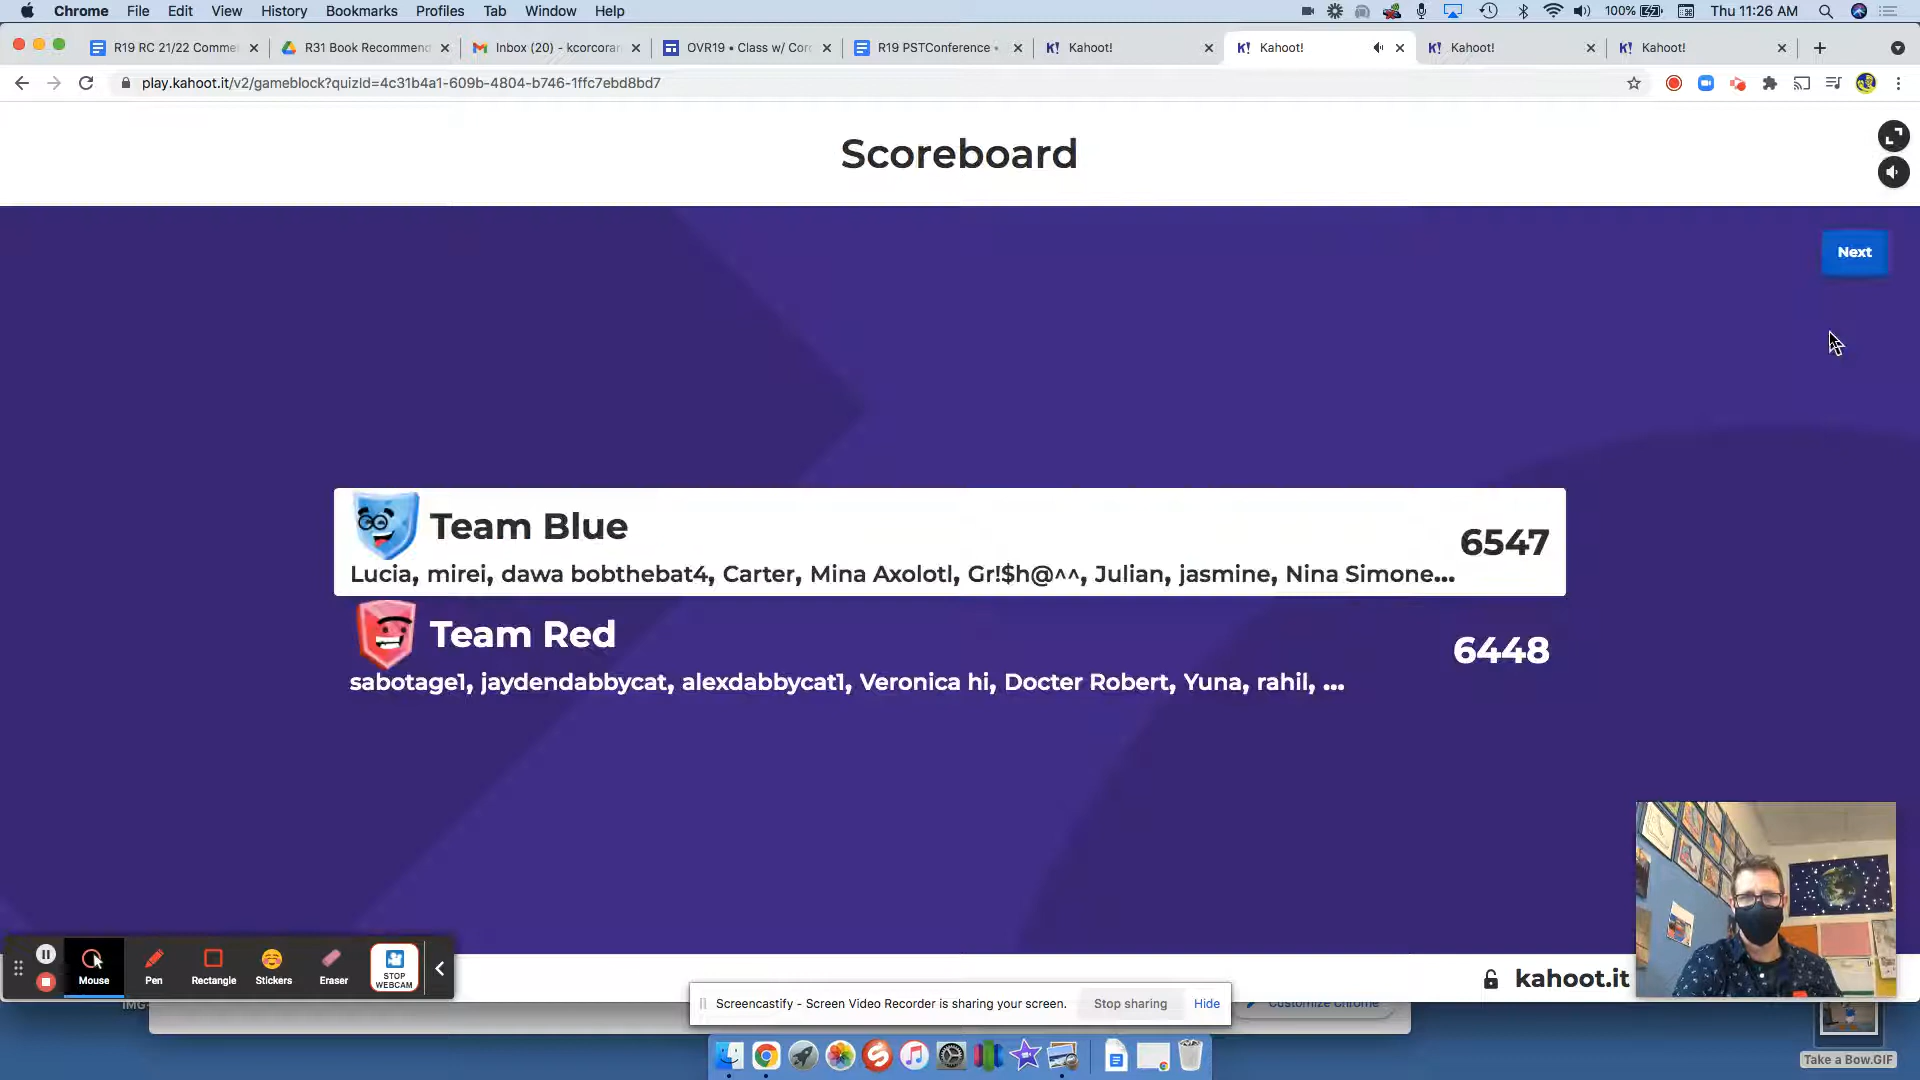 Chrome File Edit View History Bookmarks Profiles Tab Window Help 100% Thu 11:26 AM
R19 RC 21/22 Comme R31 Book Recommend Inbox (20) - kcorcoran OVR19 • Class w/ Corc R19 PSTConference • K! Kahoot! K! Kahoot! K! Kahoot! K! Kahoot!
play.kahoot.it/v2/gameblock?quizId=4c31b4a1-609b-4804-b746-1ffc7ebd8bd7
Scoreboard
Next
Team Blue
6547
Lucia, mirei, dawa bobthebat4, Carter, Mina Axolotl, Gr!$h@^^, Julian, jasmine, Nina Simone...
Team Red
6448
sabotage1, jaydendabbycat, alexdabbycat1, Veronica hi, Docter Robert, Yuna, rahil, ...
Mouse Pen Rectangle Stickers Eraser STOP WEBCAM
kahoot.it
Screencastify - Screen Video Recorder is sharing your screen. Stop sharing Hide
IMG-
Customize Chrome
Take a Bow.GIF